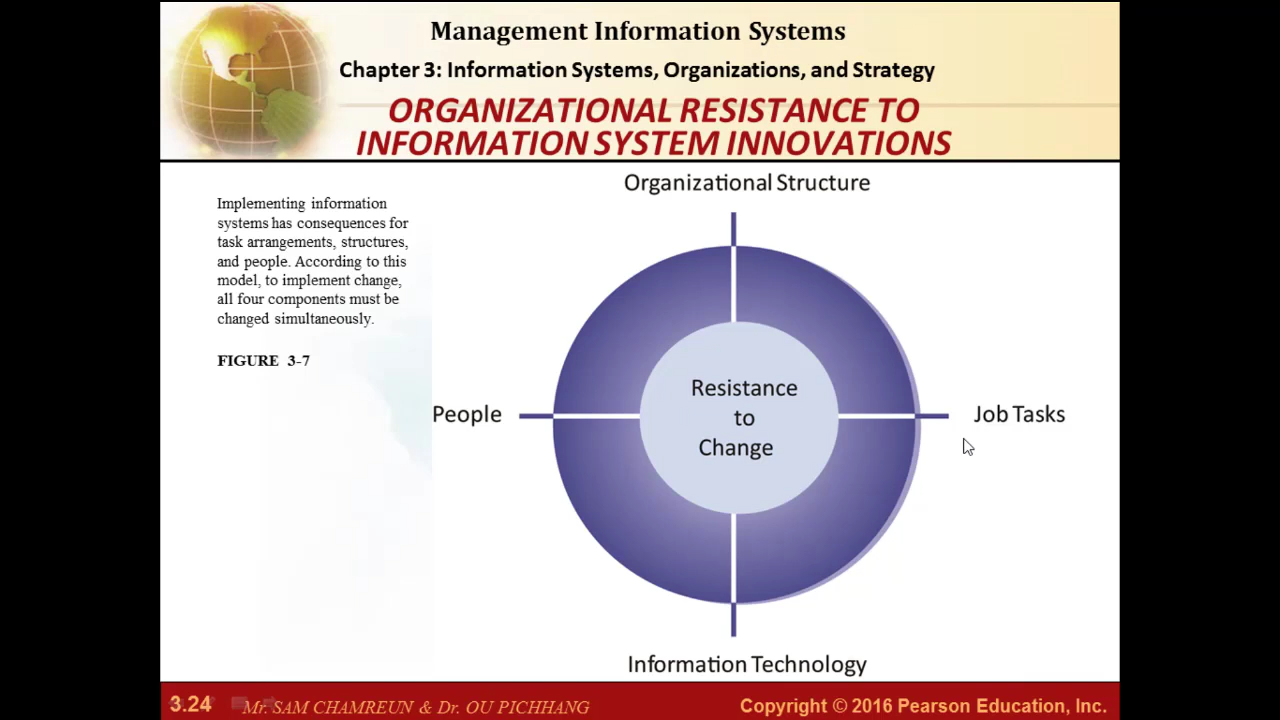 Management Information Systems
Chapter 3: Information Systems, Organizations, and Strategy
ORGANIZATIONAL RESISTANCE TO
INFORMATION SYSTEM INNOVATIONS
Implementing information
systems has consequences for
task arrangements, structures,
and people. According to this
model, to implement change,
all four components must be
changed simultaneously.
FIGURE 3-7
Organizational Structure
People
Resistance
to
Change
Job Tasks
Information Technology
3.24
Mr. SAM CHAMREUN & Dr. OU PICHHANG
Copyright © 2016 Pearson Education, Inc.